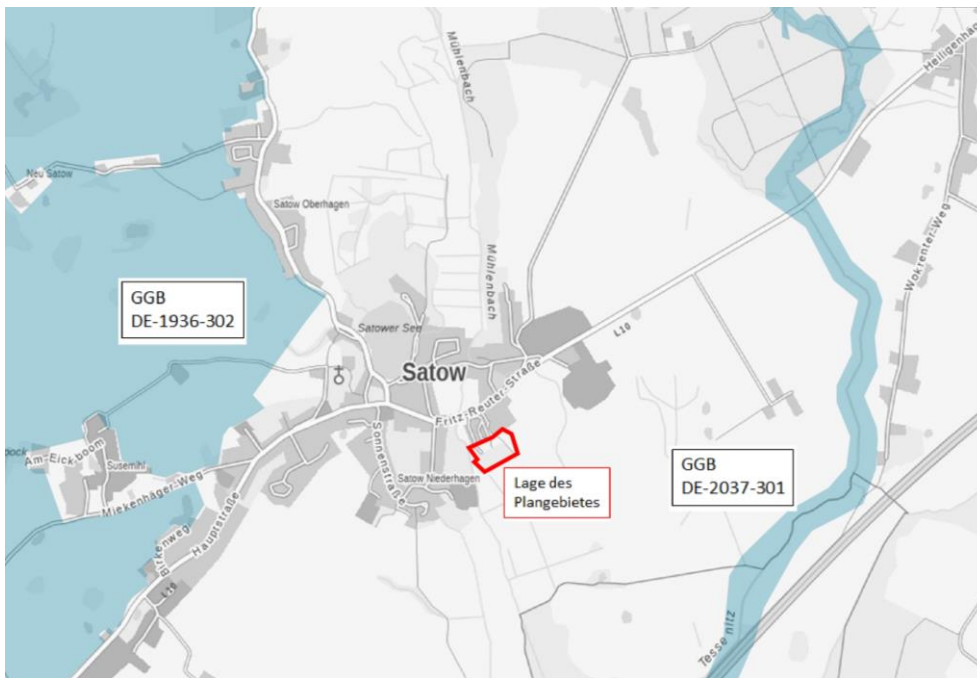 Mühlenbach
Heiligenhäg
Neu Satow
Satow Oberhagen
Wokrenter-Weg
Mühlenbach
GGB
DE-1936-302
Satower See
L10
Satow
Fritz-Reuter-Straße
Am-Eickboom
Susemihl
Sonnenstraße
Satow Niederhagen
GGB
DE-2037-301
Lage des
Plangebietes
Miekenhäger-Weg
Hauptstraße
Birkenweg
L10
Tessenitz